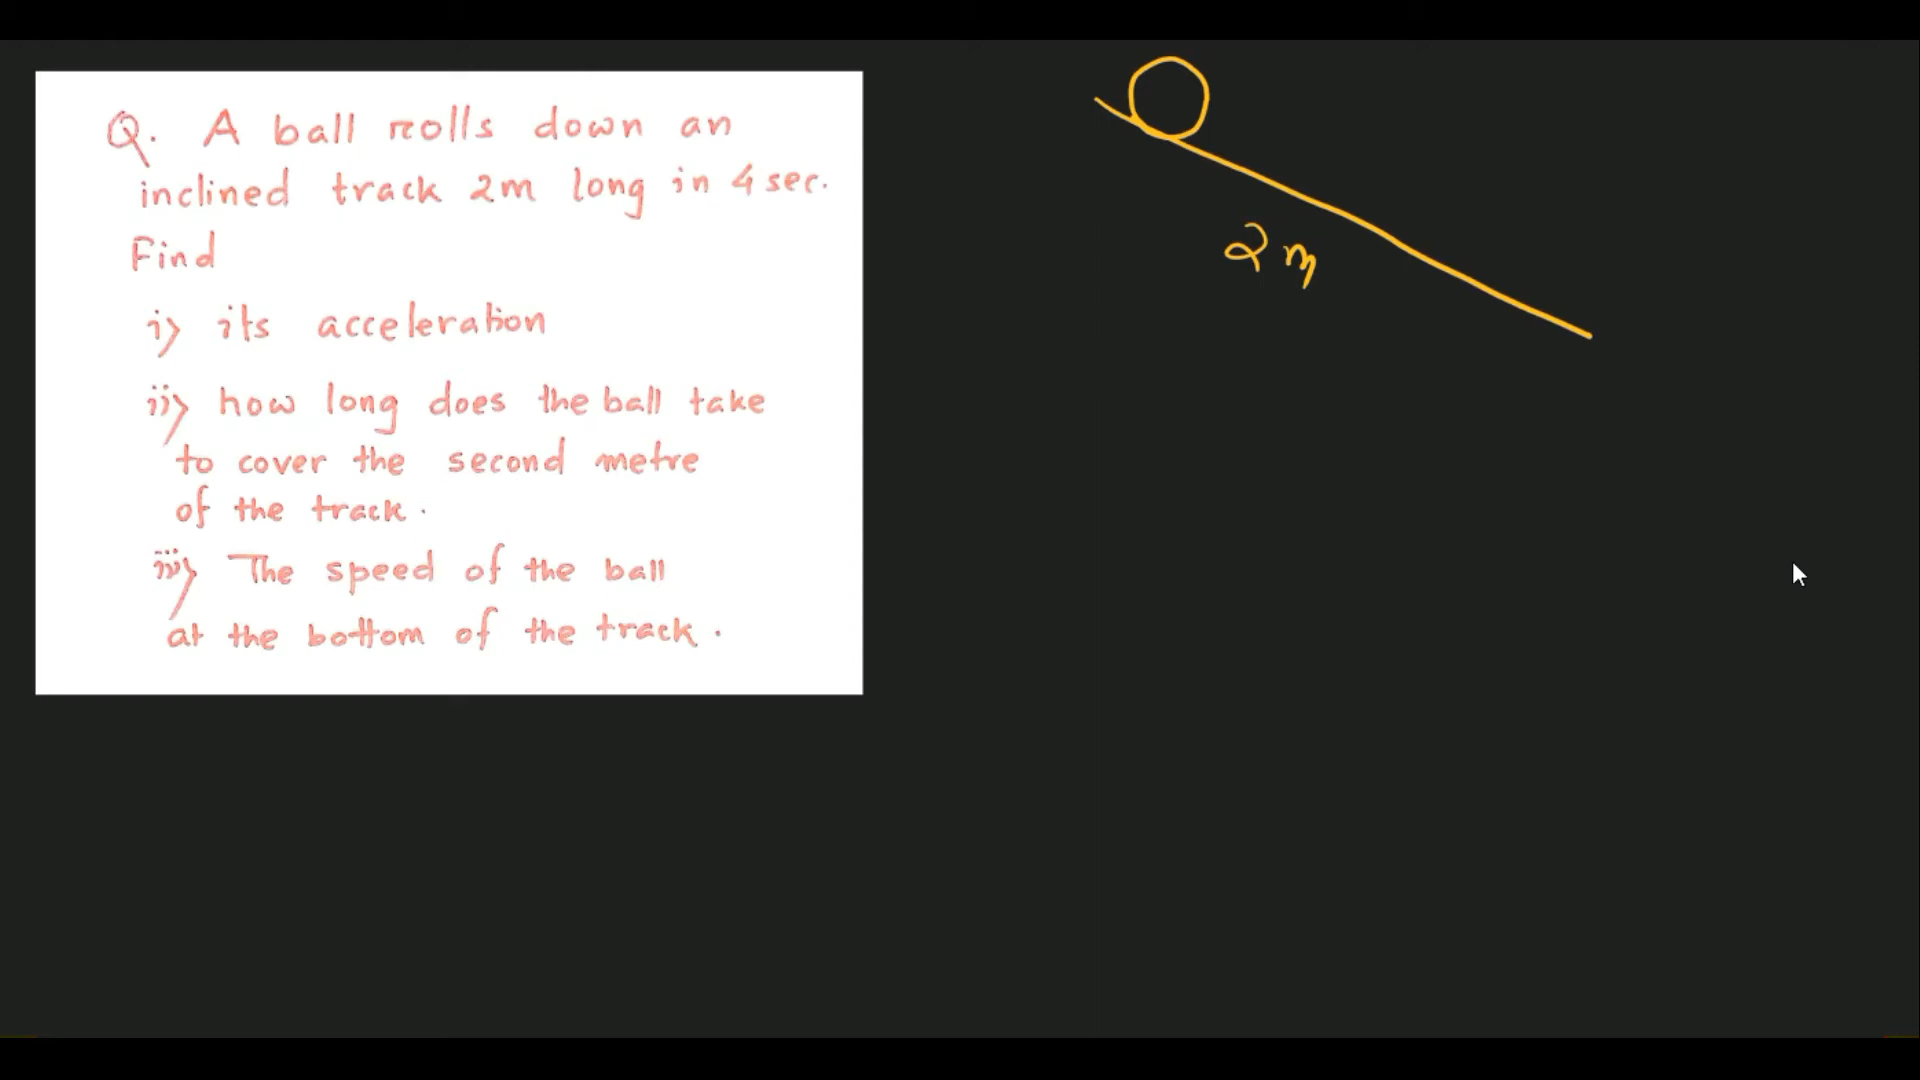 Q. A ball rolls down an
inclined track 2m long in 4 sec.
Find
i) its acceleration
ii) how long does the ball take
to cover the second metre
of the track.
iii) The speed of the ball
at the bottom of the track.
2 m